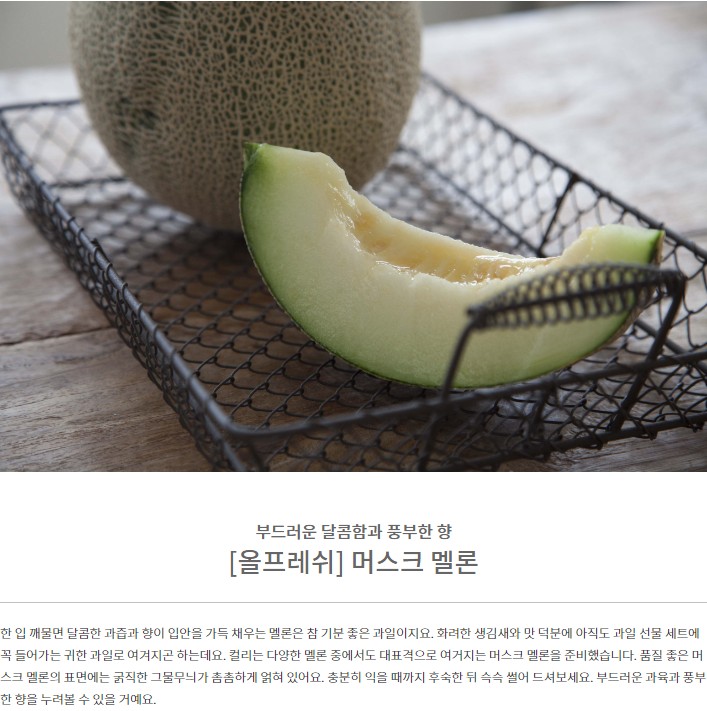 부드러운 달콤함과 풍부한 향
[올프레쉬] 머스크 멜론
한 입 깨물면 달콤한 과즙과 향이 입안을 가득 채우는 멜론은 참 기분 좋은 과일이지요. 화려한 생김새와 맛 덕분에 아직도 과일 선물 세트에
꼭 들어가는 귀한 과일로 여겨지곤 하는데요. 컬리는 다양한 멜론 중에서도 대표격으로 여거지는 머스크 멜론을 준비했습니다. 품질 좋은 머
스크 멜론의 표면에는 굵직한 그물무늬가 촘촘하게 얽혀 있어요. 충분히 익을 때까지 후숙한 뒤 슥슥 썰어 드셔보세요. 부드러운 과육과 풍부
한 향을 누려볼 수 있을 거예요.